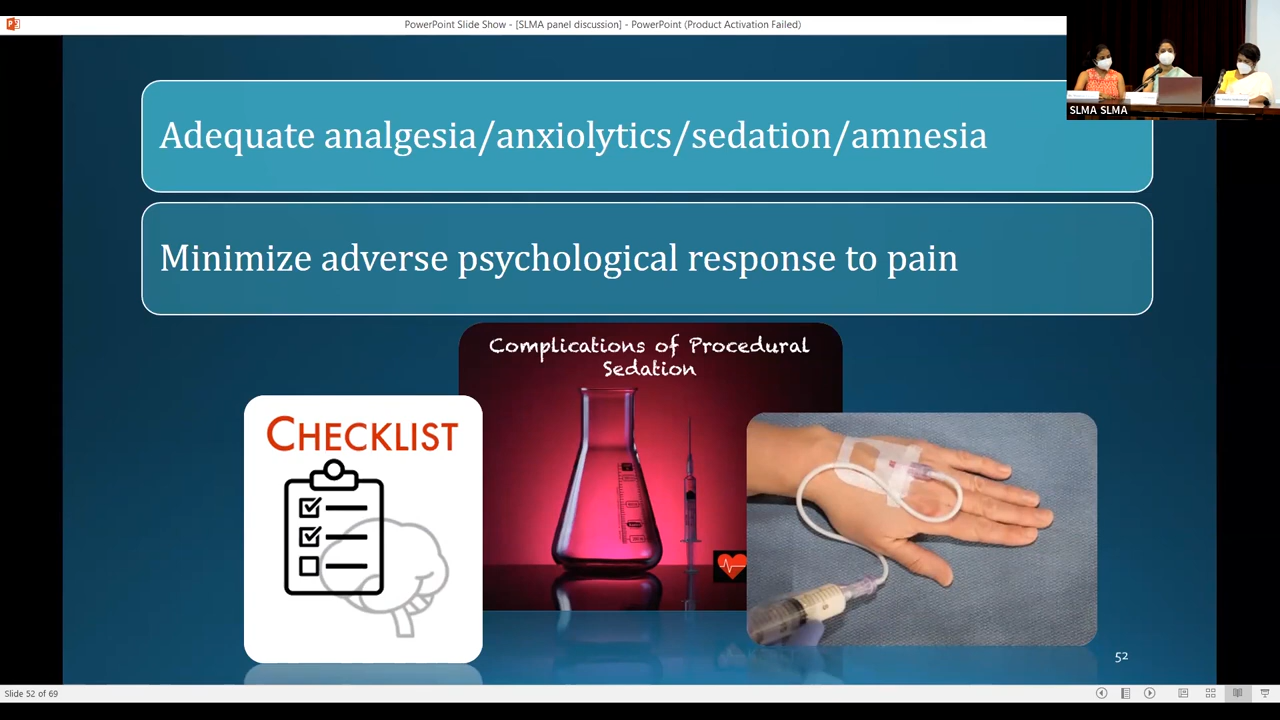 PowerPoint Slide Show - [SLMA panel discussion] - PowerPoint (Product Activation Failed)
SLMA SLMA
Adequate analgesia/anxiolytics/sedation/amnesia
Minimize adverse psychological response to pain
Complications of Procedural
Sedation
CHECKLIST
52
Slide 52 of 69